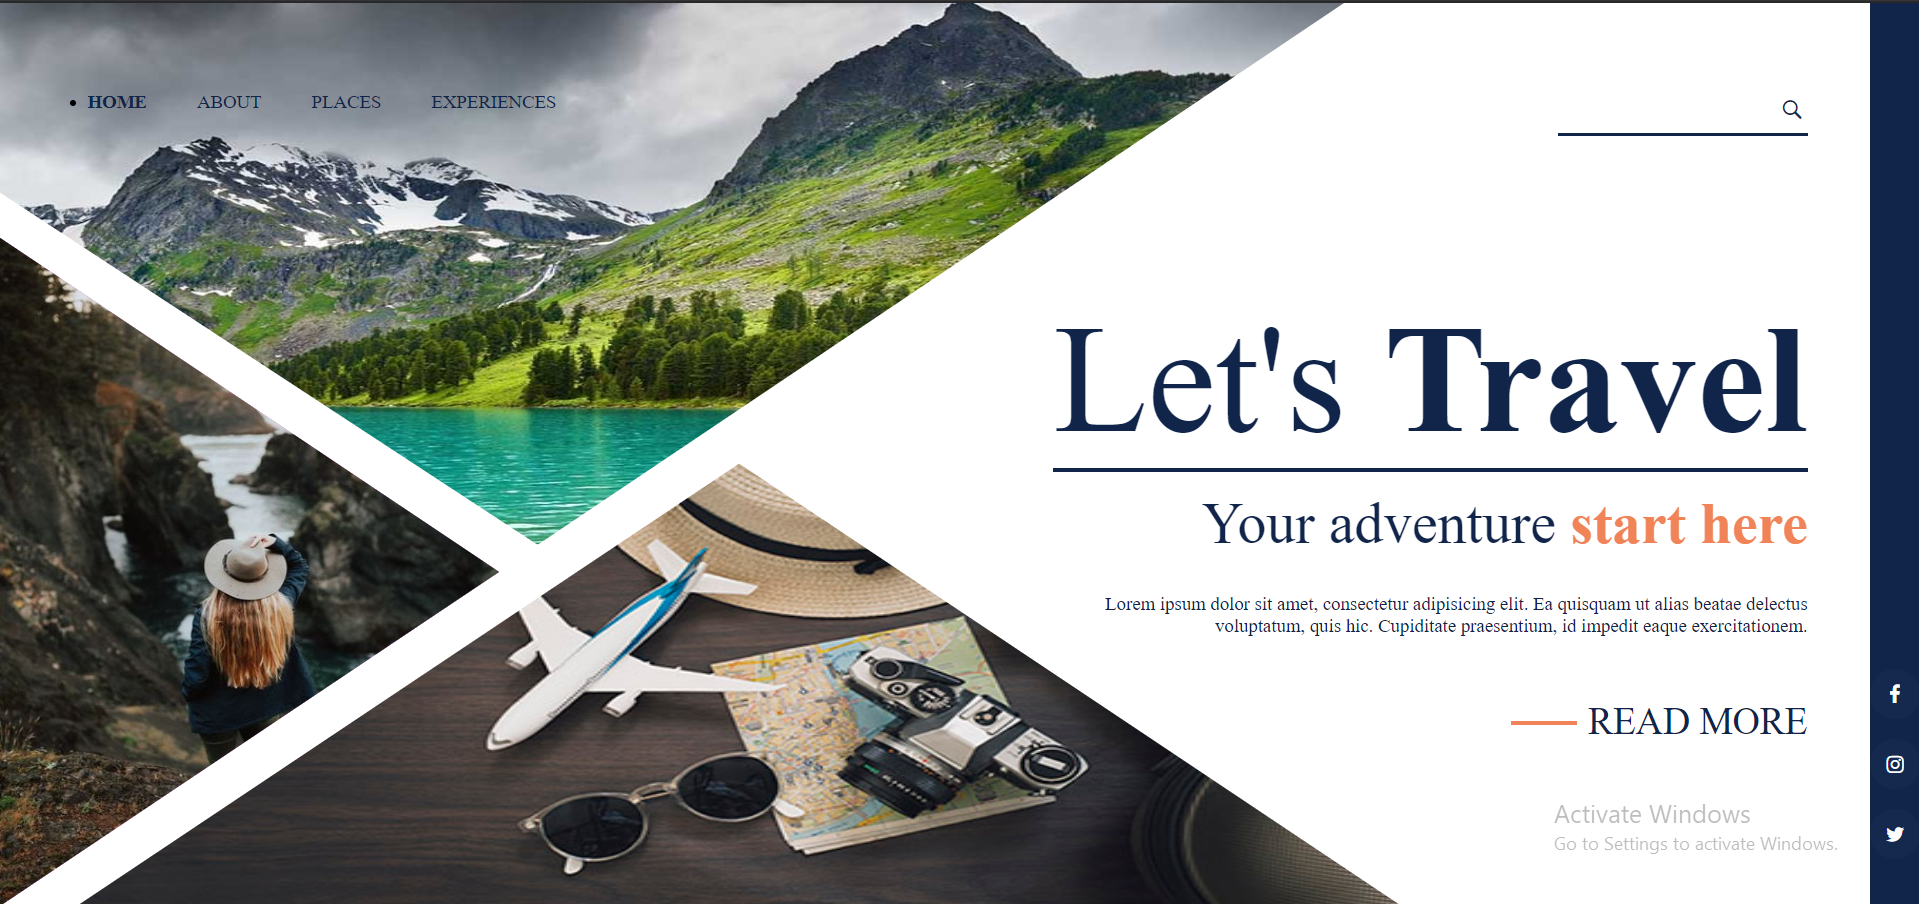 HOME ABOUT PLACES EXPERIENCES
Let's Travel
Your adventure start here
Lorem ipsum dolor sit amet, consectetur adipisicing elit. Ea quisquam ut alias beatae delectus
voluptatum, quis hic. Cupiditate praesentium, id impedit eaque exercitationem.
READ MORE
Activate Windows
Go to Settings to activate Windows.